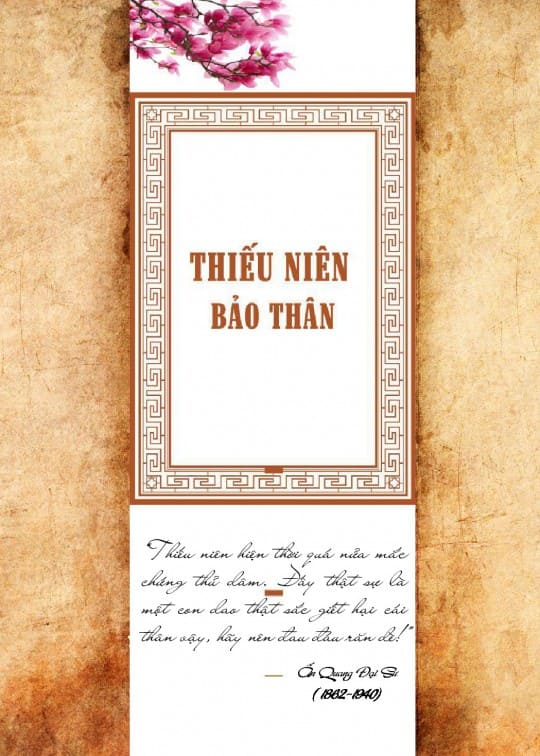 THIẾU NIÊN
BẢO THÂN
"Thiếu niên hiện thời quá nửa mắc
chứng thủ dâm. Đấy thật sự là
một con dao thật sắc giết hại cái
thân vậy, hãy nên đau đáu răn dè!"
Ấn Quang Đại Sư
(1862-1940)